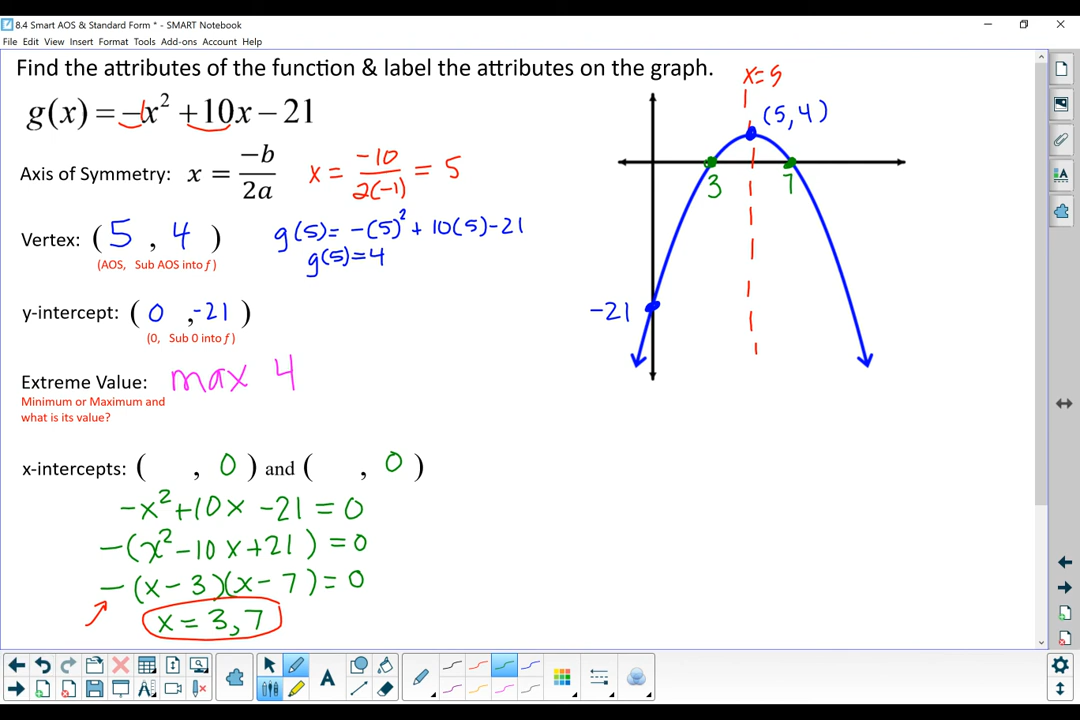 8.4 Smart AOS & Standard Form * - SMART Notebook
File Edit View Insert Format Tools Add-ons Account Help
Find the attributes of the function & label the attributes on the graph.
g(x) = -1x² + 10x - 21
Axis of Symmetry: x = -b/2a x = -10/2(-1) = 5
Vertex: ( 5 , 4 ) g(5) = -(5)² + 10(5) - 21
g(5) = 4
(AOS, Sub AOS into f)
y-intercept: ( 0 , -21 )
(0, Sub 0 into f)
Extreme Value: max 4
Minimum or Maximum and
what is its value?
x-intercepts: ( , 0 ) and ( , 0 )
-x² + 10x - 21 = 0
-(x² - 10x + 21) = 0
-(x - 3)(x - 7) = 0
x = 3, 7
x = 5
(5, 4)
3 7
-21
A
A